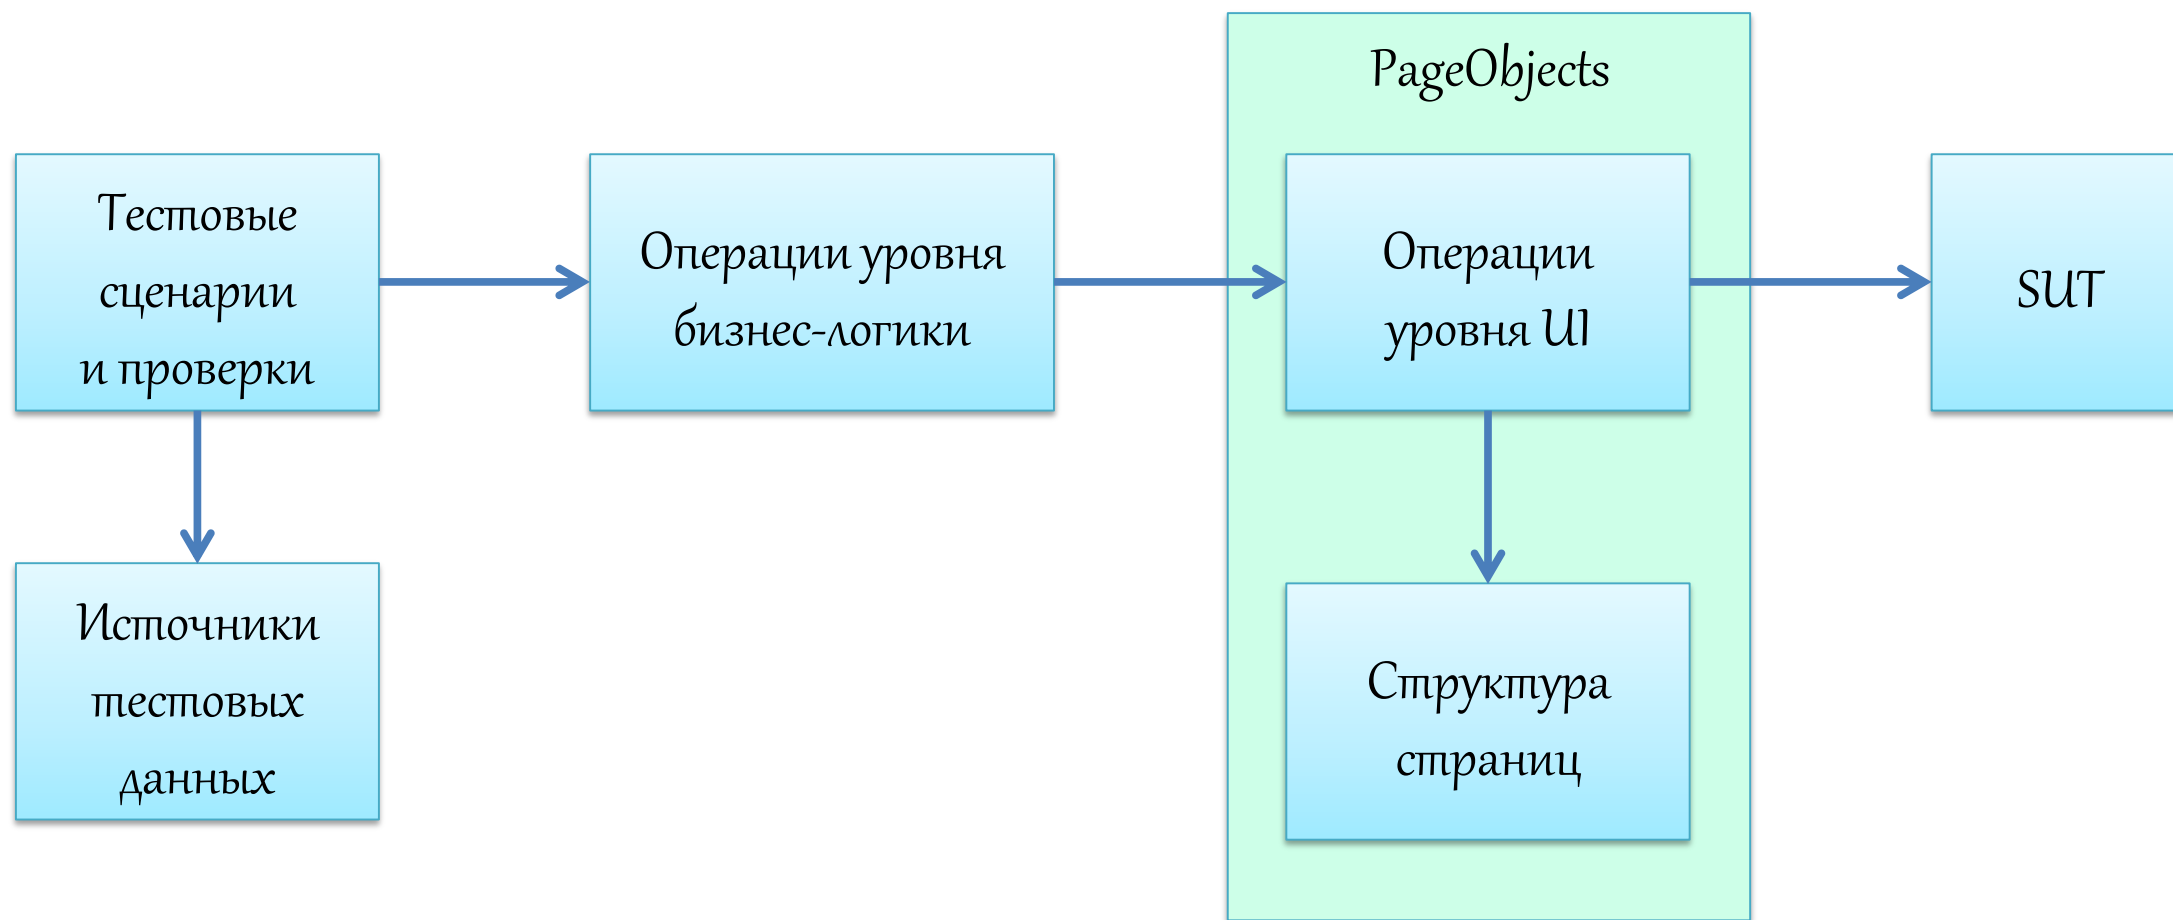 PageObjects
Тестовые
сценарии
и проверки
Операции уровня
бизнес-логики
Операции
уровня UI
SUT
Источники
тестовых
данных
Структура
страниц